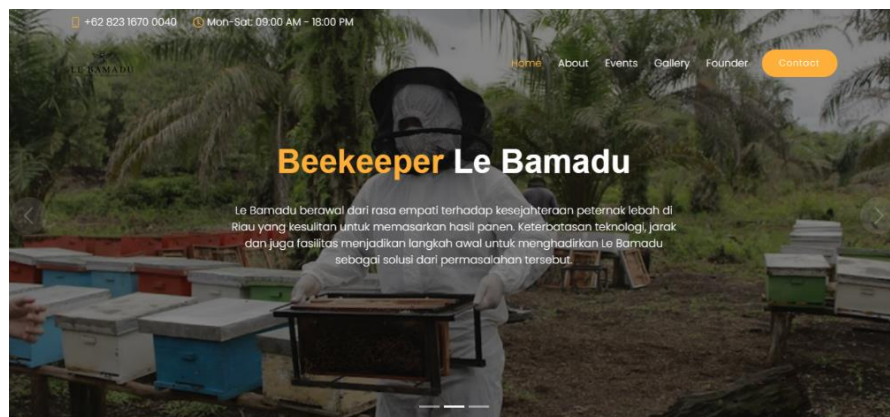 +62 823 1670 0040 Mon-Sat: 09:00 AM - 18:00 PM
LE BAMADU
Home About Events Gallery Founder Contact
Beekeeper Le Bamadu
Le Bamadu berawal dari rasa empati terhadap kesejahteraan peternak lebah di
Riau yang kesulitan untuk memasarkan hasil panen. Keterbatasan teknologi, jarak
dan juga fasilitas menjadikan langkah awal untuk menghadirkan Le Bamadu
sebagai solusi dari permasalahan tersebut.